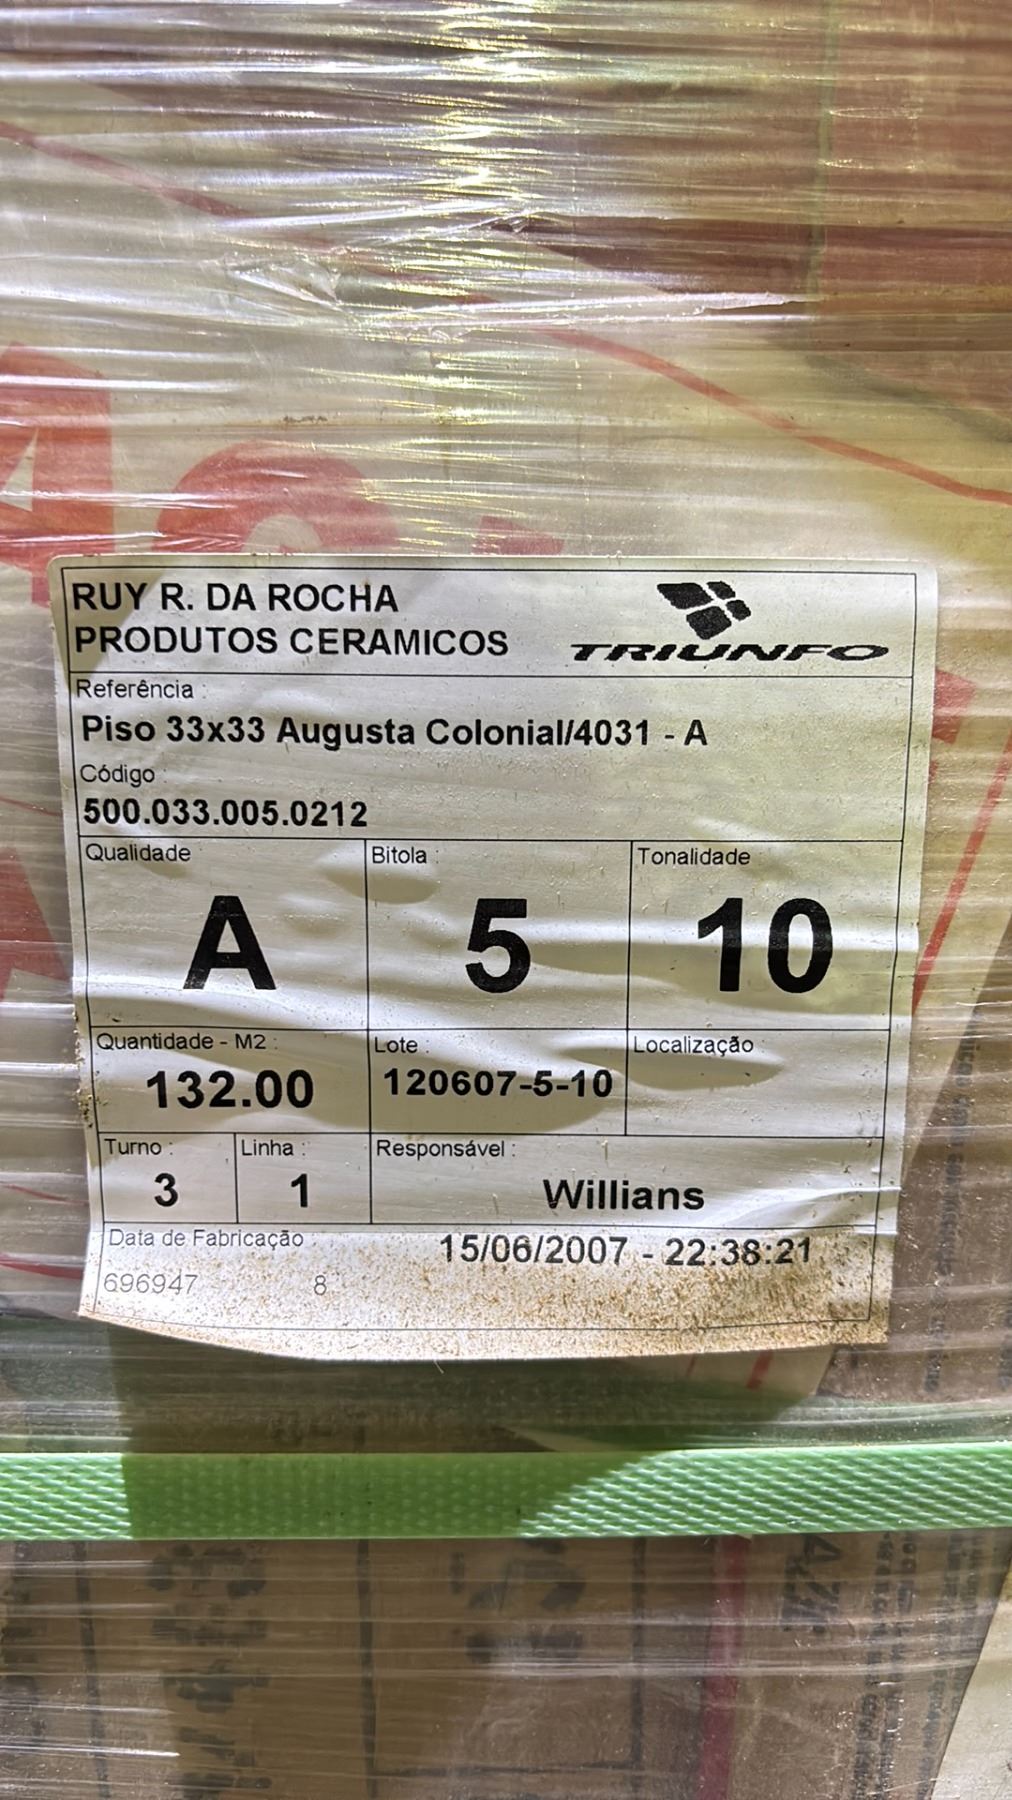 RUY R. DA ROCHA
PRODUTOS CERAMICOS
TRIUNFO
Referência :
Piso 33x33 Augusta Colonial/4031 - A
Código :
500.033.005.0212
Qualidade : Bitola : Tonalidade
A 5 10
Quantidade - M2 : Lote : Localização
132.00 120607-5-10
Turno : Linha : Responsável :
3 1 Willians
Data de Fabricação : 15/06/2007 - 22:38:21
696947 8